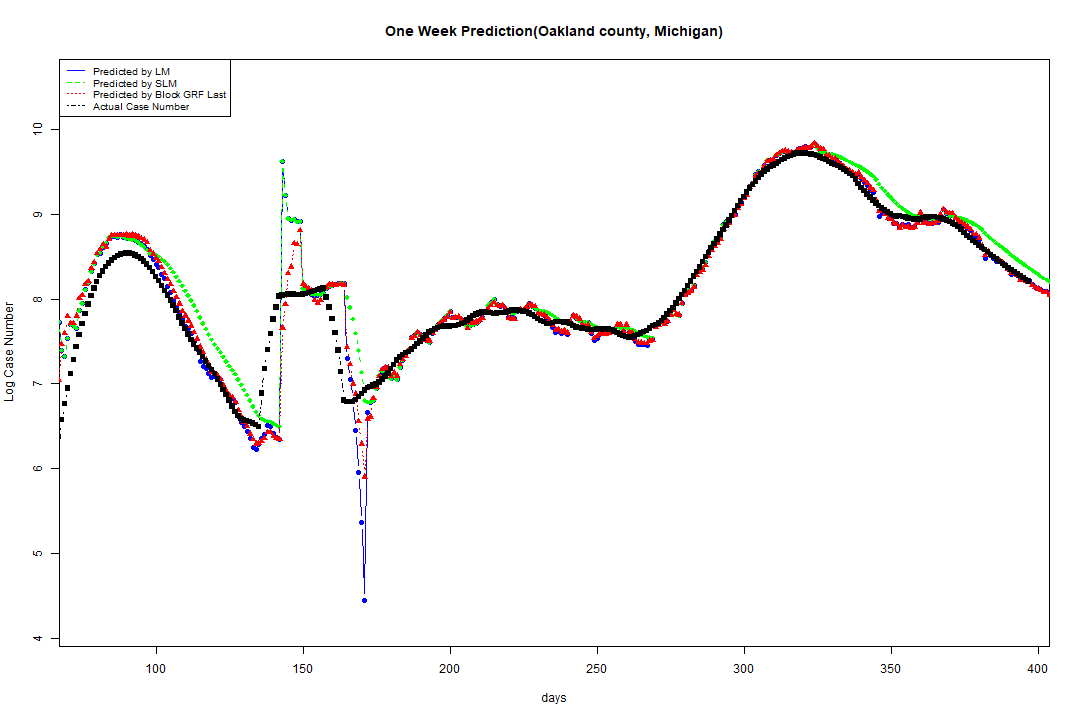 One Week Prediction(Oakland county, Michigan)
Predicted by LM
Predicted by SLM
Predicted by Block GRF Last
Actual Case Number
10
9
8
7
6
5
4
Log Case Number
100 150 200 250 300 350 400
days